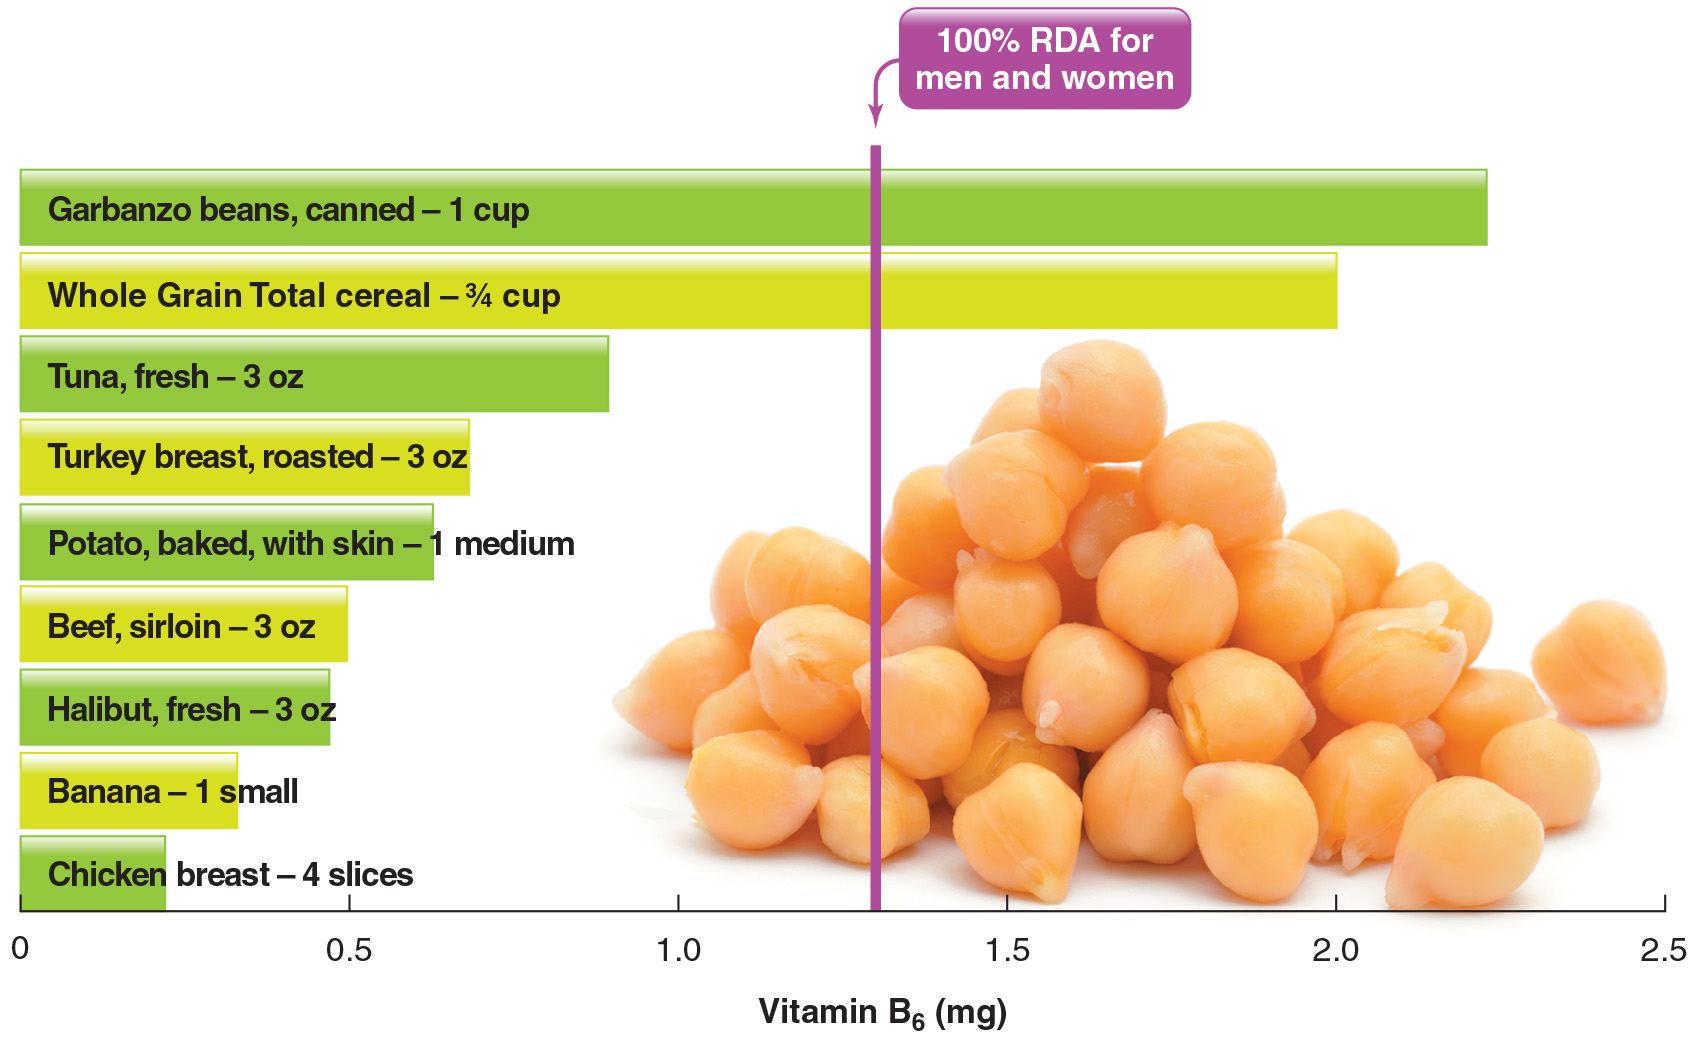 100% RDA for
men and women
Garbanzo beans, canned – 1 cup
Whole Grain Total cereal – ¾ cup
Tuna, fresh – 3 oz
Turkey breast, roasted – 3 oz
Potato, baked, with skin – 1 medium
Beef, sirloin – 3 oz
Halibut, fresh – 3 oz
Banana – 1 small
Chicken breast – 4 slices
0 0.5 1.0 1.5 2.0 2.5
Vitamin B₆ (mg)